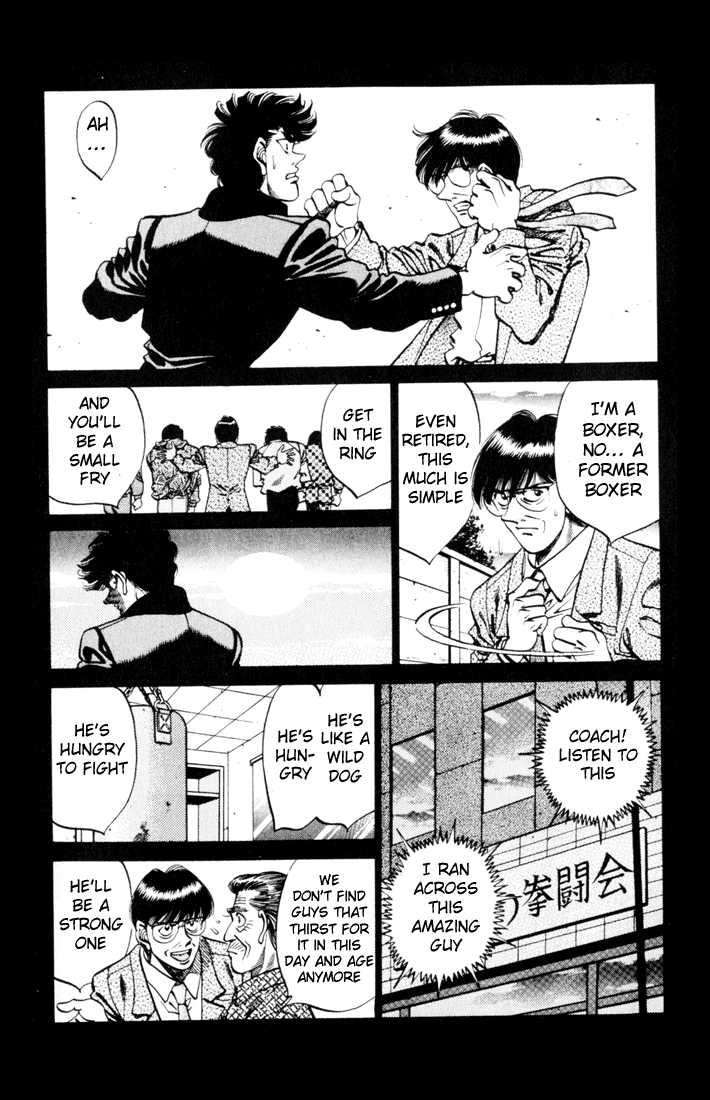 AH
...
I'M A
BOXER,
NO... A
FORMER
BOXER
EVEN
RETIRED,
THIS
MUCH IS
SIMPLE
GET
IN THE
RING
AND
YOU'LL
BE A
SMALL
FRY
COACH!
LISTEN TO
THIS
I RAN
ACROSS
THIS
AMAZING
GUY
拳闘会
HE'S
LIKE A
WILD
DOG
HE'S
HUN-
GRY
HE'S
HUNGRY
TO FIGHT
WE
DON'T FIND
GUYS THAT
THIRST FOR
IT IN THIS
DAY AND AGE
ANYMORE
HE'LL
BE A
STRONG
ONE